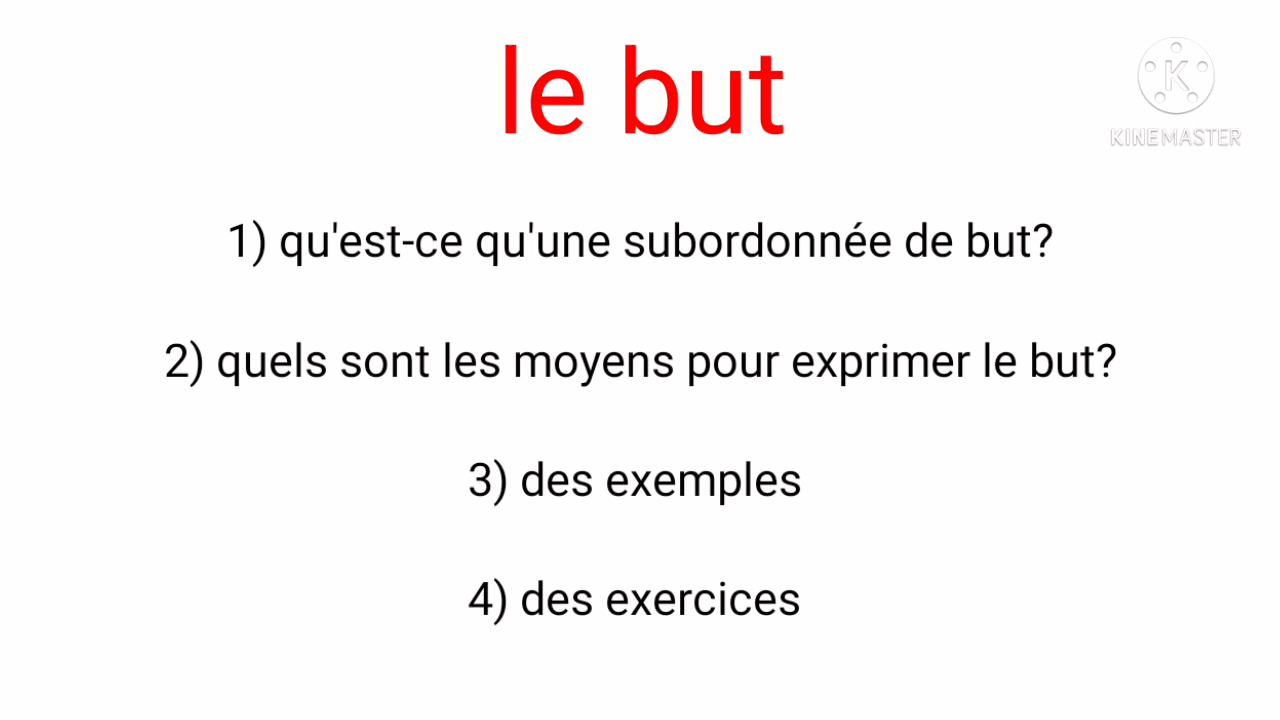 le but
KINEMASTER
1) qu'est-ce qu'une subordonnée de but?
2) quels sont les moyens pour exprimer le but?
3) des exemples
4) des exercices